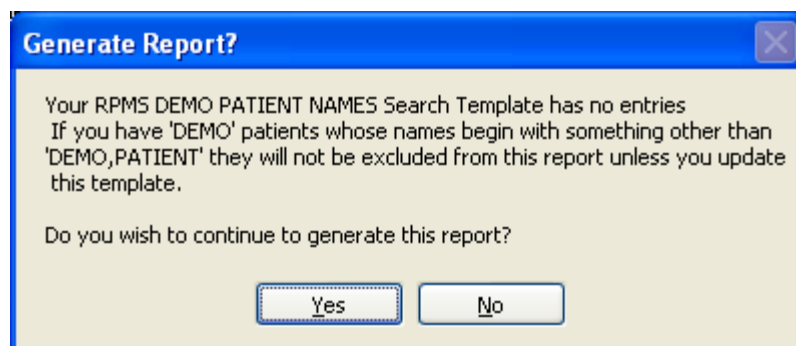 Generate Report?
Your RPMS DEMO PATIENT NAMES Search Template has no entries
If you have 'DEMO' patients whose names begin with something other than
'DEMO,PATIENT' they will not be excluded from this report unless you update
this template.
Do you wish to continue to generate this report?
Yes
No